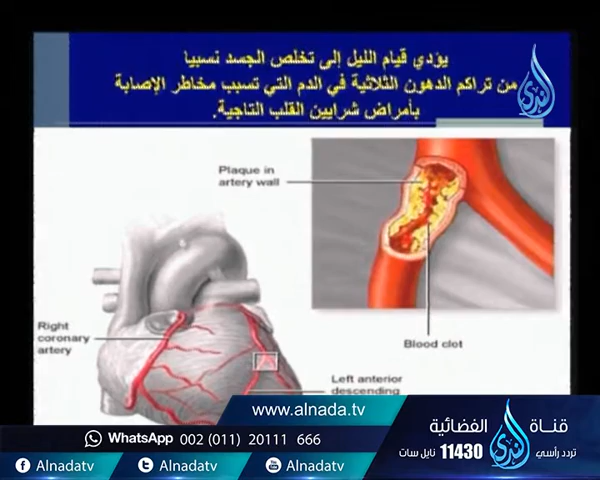 يؤدي قيام الليل إلى تخلص الجسد نسبيا
من تراكم الدهون الثلاثية في الدم التي تسبب مخاطر الإصابة
بأمراض شرايين القلب التاجية.
الندى
Plaque in
artery wall
Blood clot
Right
coronary
artery
Left anterior
descending
www.alnada.tv
WhatsApp 002 (011) 20111 666
Alnadatv
Alnadatv
Alnadatv
قناة الندى الفضائية
تردد رأسي 11430 نايل سات